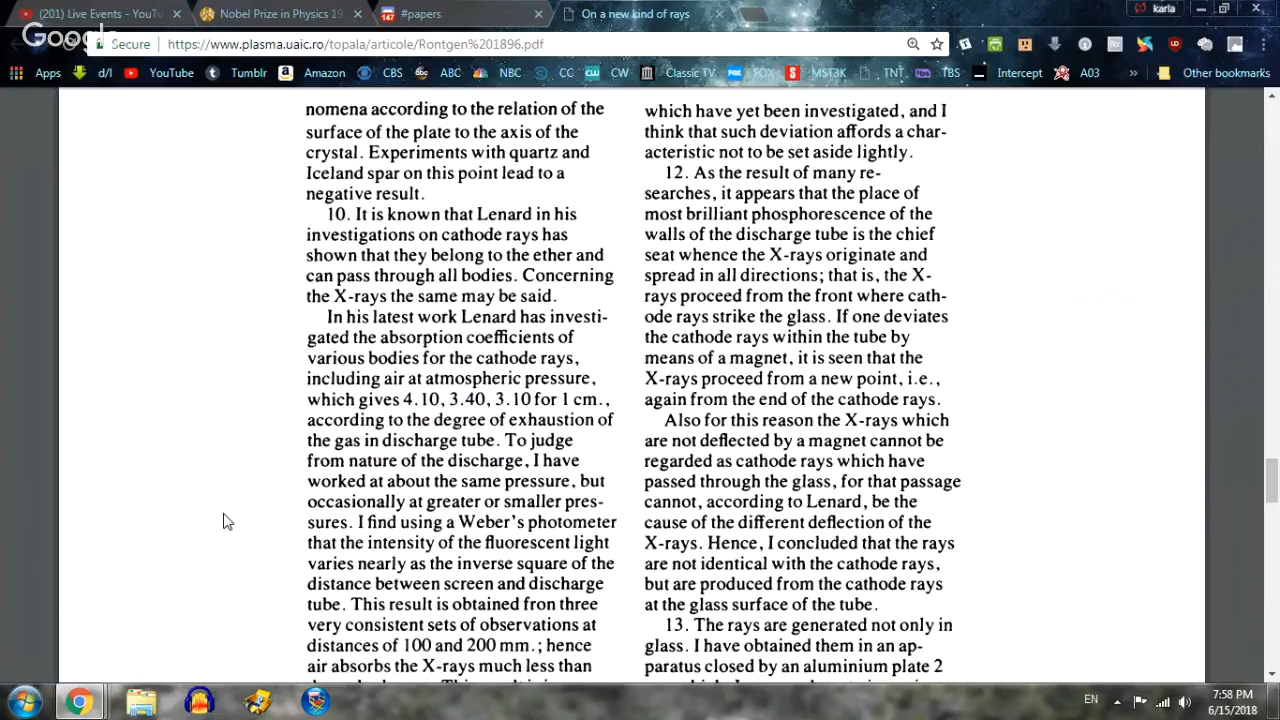 (201) Live Events - YouTu
Nobel Prize in Physics 19
147
#papers
On a new kind of rays
karla
Google
Secure
https://www.plasma.uaic.ro/topala/articole/Rontgen%201896.pdf
Apps
d/l
YouTube
Tumblr
Amazon
CBS
abc
ABC
NBC
CC
CW
CW
Classic TV
FOX
FOX
MST3K
TNT
tbs
TBS
Intercept
A03
»
Other bookmarks
nomena according to the relation of the
surface of the plate to the axis of the
crystal. Experiments with quartz and
Iceland spar on this point lead to a
negative result.
10. It is known that Lenard in his
investigations on cathode rays has
shown that they belong to the ether and
can pass through all bodies. Concerning
the X-rays the same may be said.
In his latest work Lenard has investi-
gated the absorption coefficients of
various bodies for the cathode rays,
including air at atmospheric pressure,
which gives 4.10, 3.40, 3.10 for 1 cm.,
according to the degree of exhaustion of
the gas in discharge tube. To judge
from nature of the discharge, I have
worked at about the same pressure, but
occasionally at greater or smaller pres-
sures. I find using a Weber's photometer
that the intensity of the fluorescent light
varies nearly as the inverse square of the
distance between screen and discharge
tube. This result is obtained fron three
very consistent sets of observations at
distances of 100 and 200 mm.; hence
air absorbs the X-rays much less than
which have yet been investigated, and I
think that such deviation affords a char-
acteristic not to be set aside lightly.
12. As the result of many re-
searches, it appears that the place of
most brilliant phosphorescence of the
walls of the discharge tube is the chief
seat whence the X-rays originate and
spread in all directions; that is, the X-
rays proceed from the front where cath-
ode rays strike the glass. If one deviates
the cathode rays within the tube by
means of a magnet, it is seen that the
X-rays proceed from a new point, i.e.,
again from the end of the cathode rays.
Also for this reason the X-rays which
are not deflected by a magnet cannot be
regarded as cathode rays which have
passed through the glass, for that passage
cannot, according to Lenard, be the
cause of the different deflection of the
X-rays. Hence, I concluded that the rays
are not identical with the cathode rays,
but are produced from the cathode rays
at the glass surface of the tube.
13. The rays are generated not only in
glass. I have obtained them in an ap-
paratus closed by an aluminium plate 2
EN
7:58 PM
6/15/2018